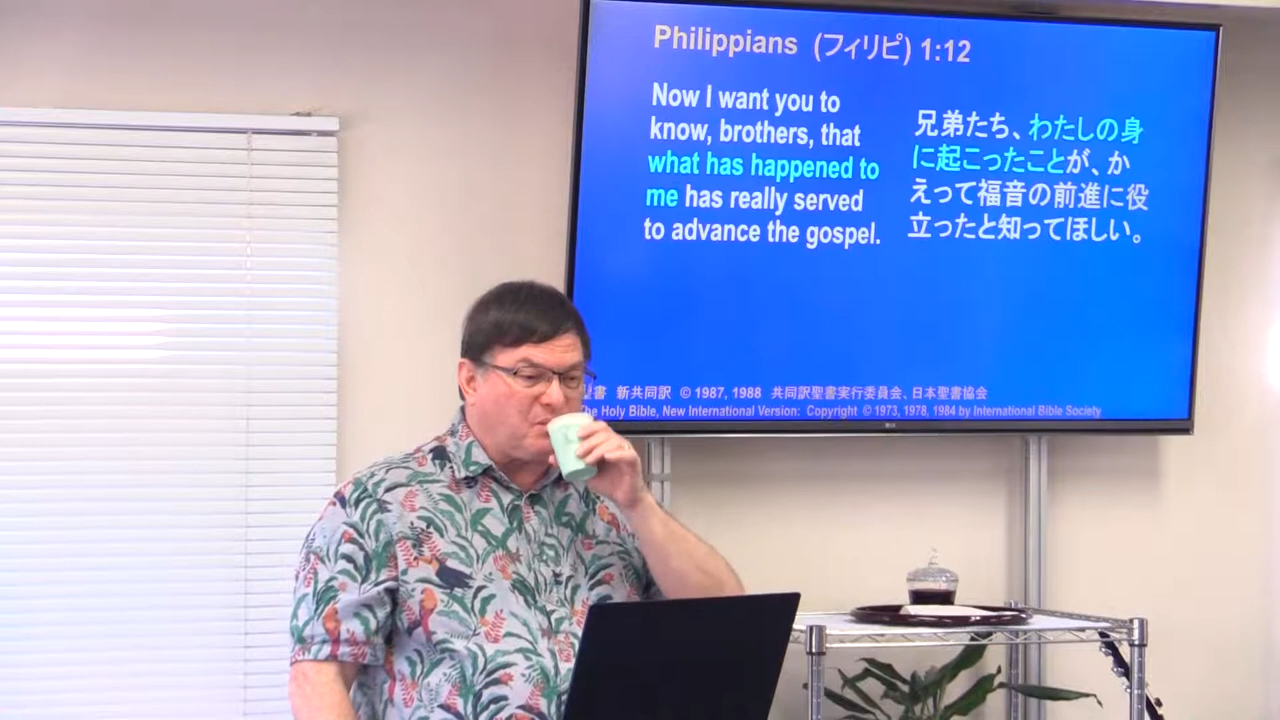 Philippians (フィリピ) 1:12
Now I want you to
know, brothers, that
what has happened to
me has really served
to advance the gospel.
兄弟たち、わたしの身
に起こったことが、か
えって福音の前進に役
立ったと知ってほしい。
聖書 新共同訳 © 1987, 1988 共同訳聖書実行委員会、日本聖書協会
The Holy Bible, New International Version: Copyright © 1973, 1978, 1984 by International Bible Society
LG